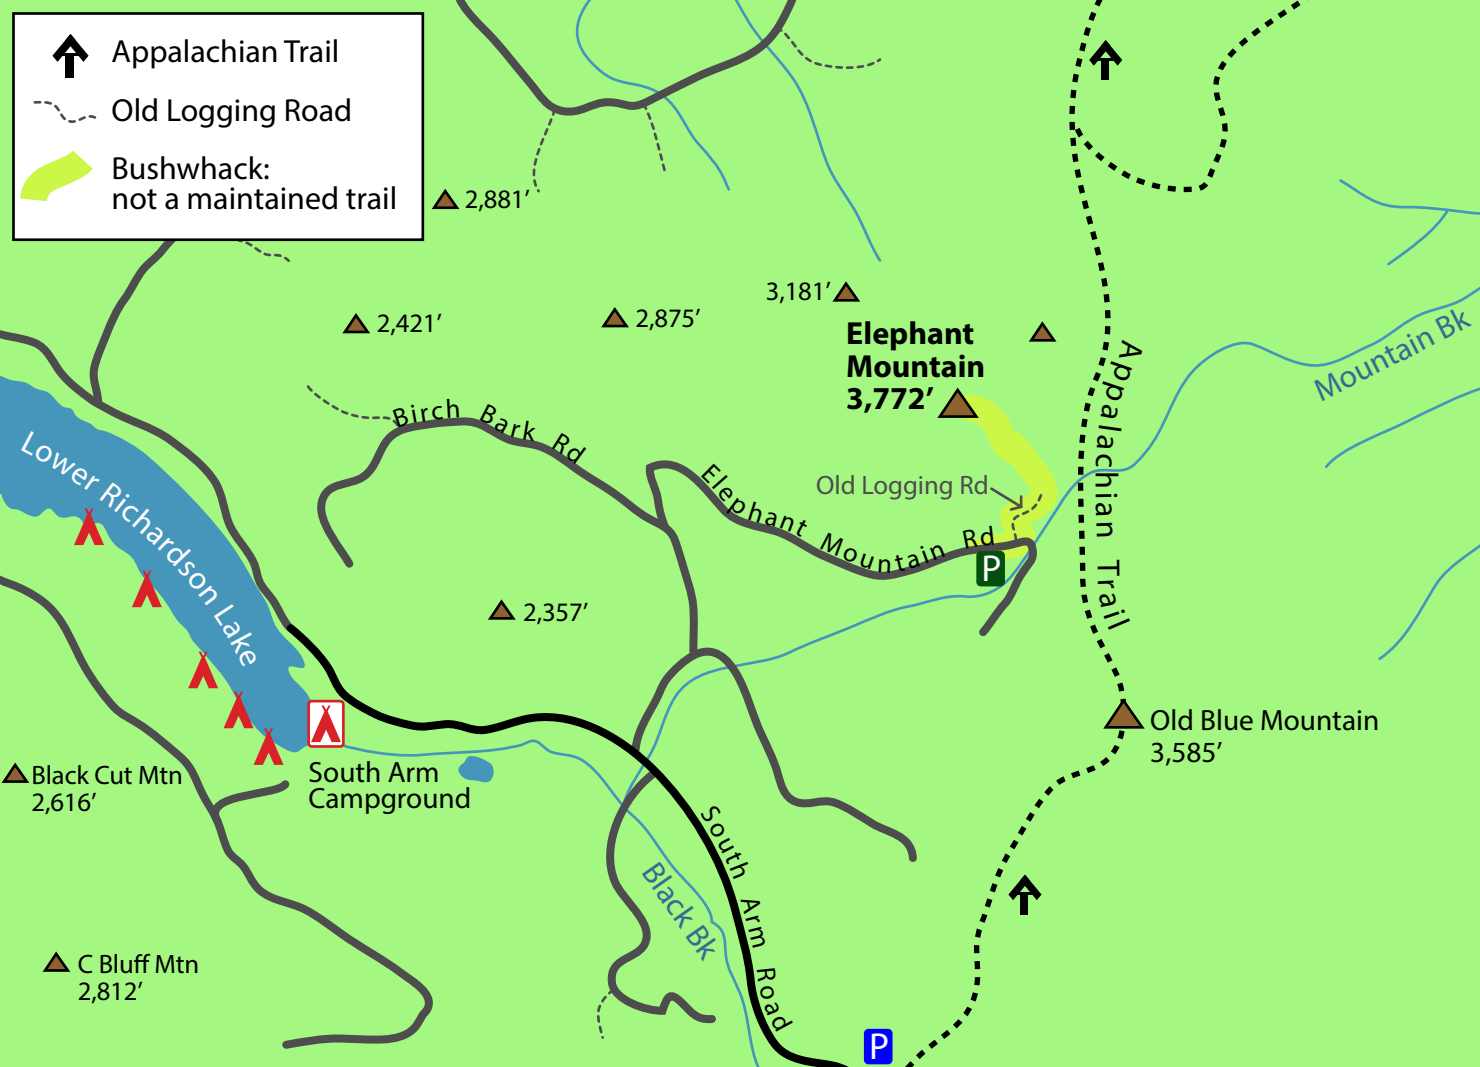 Appalachian Trail
Old Logging Road
Bushwhack:
not a maintained trail
2,881’
3,181’
2,421’
2,875’
Elephant
Mountain
3,772’
Mountain Bk
Appalachian Trail
Birch Bark Rd
Lower Richardson Lake
Elephant Mountain Rd
Old Logging Rd
P
2,357’
Old Blue Mountain
3,585’
Black Cut Mtn
2,616’
South Arm
Campground
South Arm Road
Black Bk
C Bluff Mtn
2,812’
P